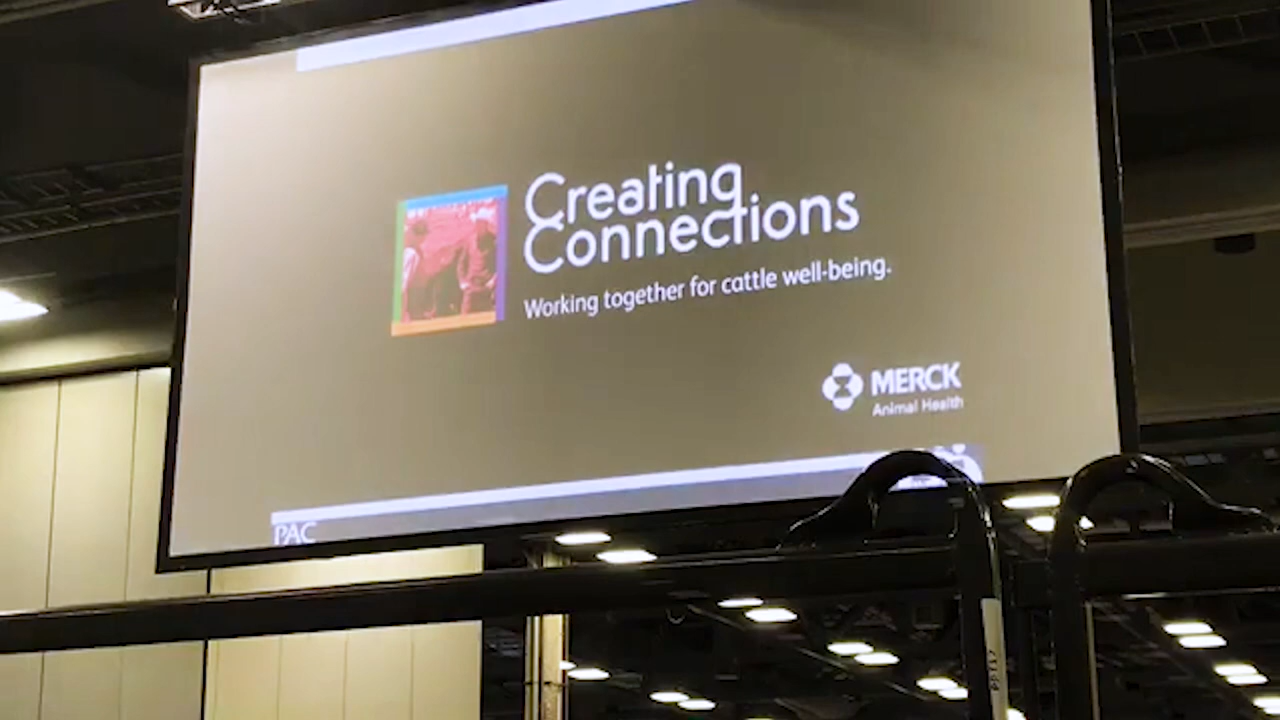 Creating
Connections
Working together for cattle well-being.
MERCK
Animal Health
PAC